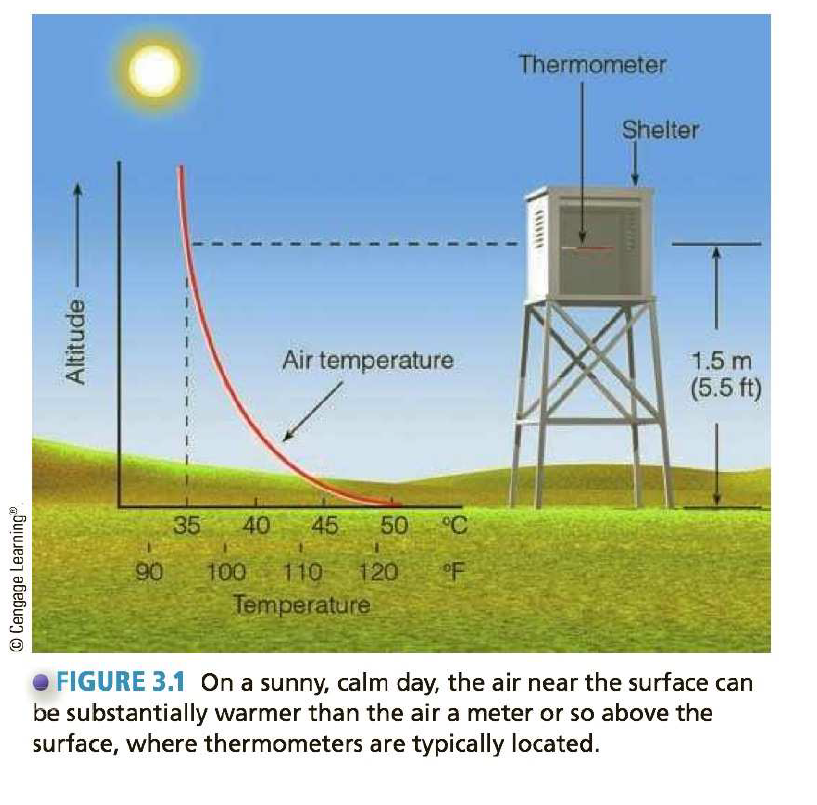 Thermometer
Shelter
Altitude
Air temperature
1.5 m
(5.5 ft)
35 40 45 50 °C
90 100 110 120 °F
Temperature
© Cengage Learning®
FIGURE 3.1 On a sunny, calm day, the air near the surface can
be substantially warmer than the air a meter or so above the
surface, where thermometers are typically located.